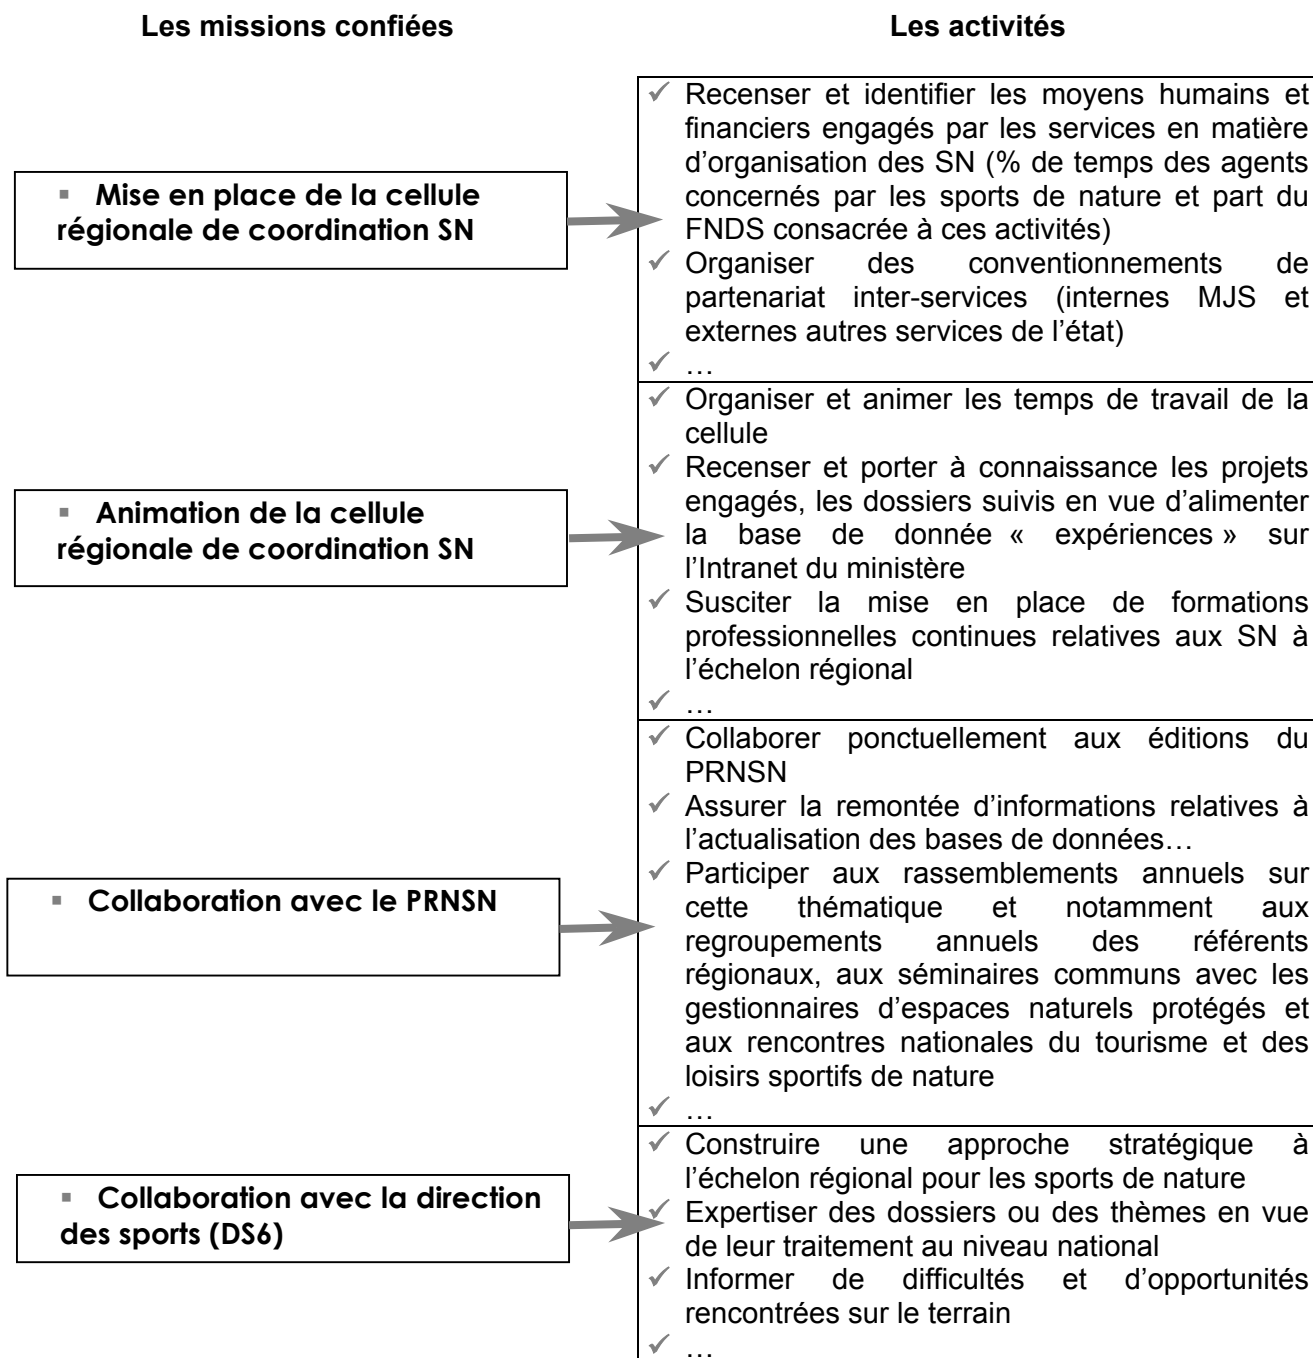 Les missions confiées
Les activités
▪ Mise en place de la cellule
régionale de coordination SN
✓ Recenser et identifier les moyens humains et
financiers engagés par les services en matière
d’organisation des SN (% de temps des agents
concernés par les sports de nature et part du
FNDS consacrée à ces activités)
✓ Organiser des conventionnements de
partenariat inter-services (internes MJS et
externes autres services de l’état)
✓ …
▪ Animation de la cellule
régionale de coordination SN
✓ Organiser et animer les temps de travail de la
cellule
✓ Recenser et porter à connaissance les projets
engagés, les dossiers suivis en vue d’alimenter
la base de donnée « expériences » sur
l’Intranet du ministère
✓ Susciter la mise en place de formations
professionnelles continues relatives aux SN à
l’échelon régional
✓ …
▪ Collaboration avec le PRNSN
✓ Collaborer ponctuellement aux éditions du
PRNSN
✓ Assurer la remontée d’informations relatives à
l’actualisation des bases de données…
✓ Participer aux rassemblements annuels sur
cette thématique et notamment aux
regroupements annuels des référents
régionaux, aux séminaires communs avec les
gestionnaires d’espaces naturels protégés et
aux rencontres nationales du tourisme et des
loisirs sportifs de nature
✓ …
▪ Collaboration avec la direction
des sports (DS6)
✓ Construire une approche stratégique à
l’échelon régional pour les sports de nature
✓ Expertiser des dossiers ou des thèmes en vue
de leur traitement au niveau national
✓ Informer de difficultés et d’opportunités
rencontrées sur le terrain
✓ …